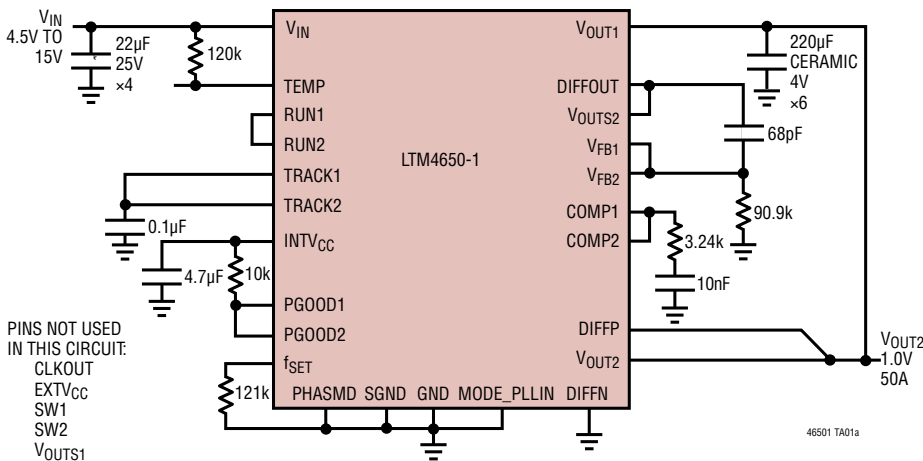 VIN
4.5V TO
15V
22µF
25V
×4
120k
VIN
TEMP
RUN1
RUN2
TRACK1
TRACK2
0.1µF
INTVCC
4.7µF
10k
PGOOD1
PGOOD2
fSET
121k
PHASMD SGND GND MODE_PLLIN DIFFN
LTM4650-1
VOUT1
DIFFOUT
VOUTS2
VFB1
VFB2
COMP1
COMP2
DIFFP
VOUT2
220µF
CERAMIC
4V
×6
68pF
90.9k
3.24k
10nF
VOUT2
1.0V
50A
PINS NOT USED
IN THIS CIRCUIT:
CLKOUT
EXTVCC
SW1
SW2
VOUTS1
46501 TA01a